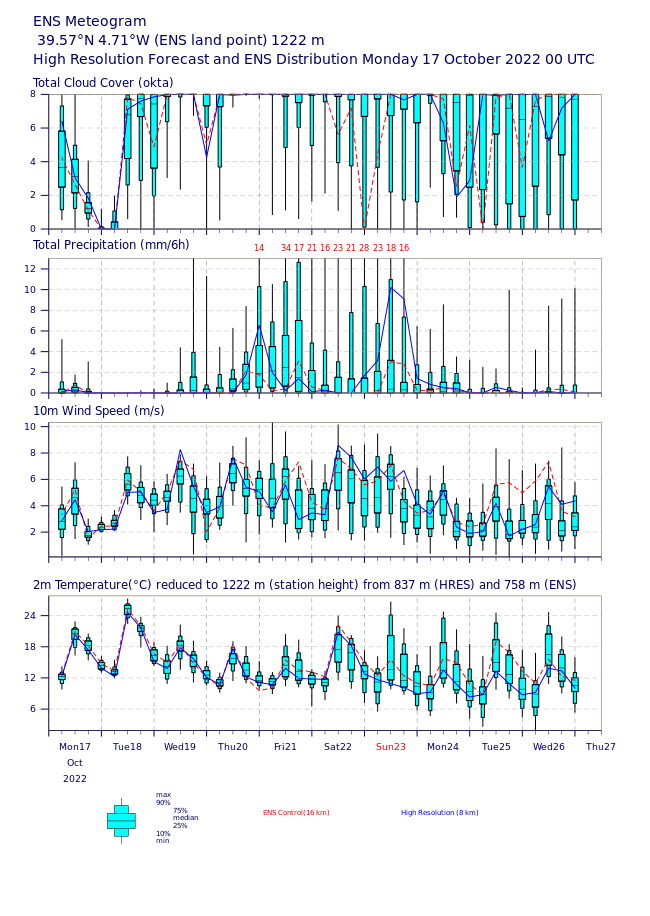 ENS Meteogram
39.57°N 4.71°W (ENS land point) 1222 m
High Resolution Forecast and ENS Distribution Monday 17 October 2022 00 UTC
Total Cloud Cover (okta)
8
6
4
2
0
Total Precipitation (mm/6h)
14 34 17 21 16 23 21 28 23 18 16
12
10
8
6
4
2
0
10m Wind Speed (m/s)
10
8
6
4
2
2m Temperature(°C) reduced to 1222 m (station height) from 837 m (HRES) and 758 m (ENS)
24
18
12
6
Mon17 Tue18 Wed19 Thu20 Fri21 Sat22 Sun23 Mon24 Tue25 Wed26 Thu27
Oct
2022
max
90%
75%
median
25%
10%
min
ENS Control(16 km)
High Resolution (8 km)